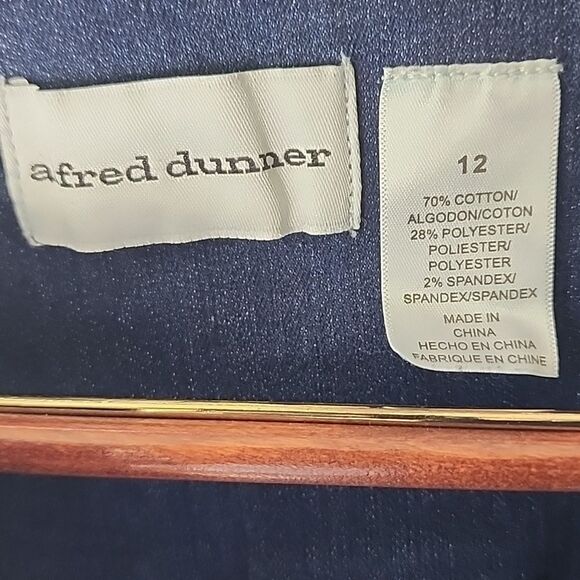 afred dunner
12
70% COTTON/
ALGODON/COTON
28% POLYESTER/
POLIESTER/
POLYESTER
2% SPANDEX/
SPANDEX/SPANDEX
MADE IN
CHINA
HECHO EN CHINA
FABRIQUE EN CHINE